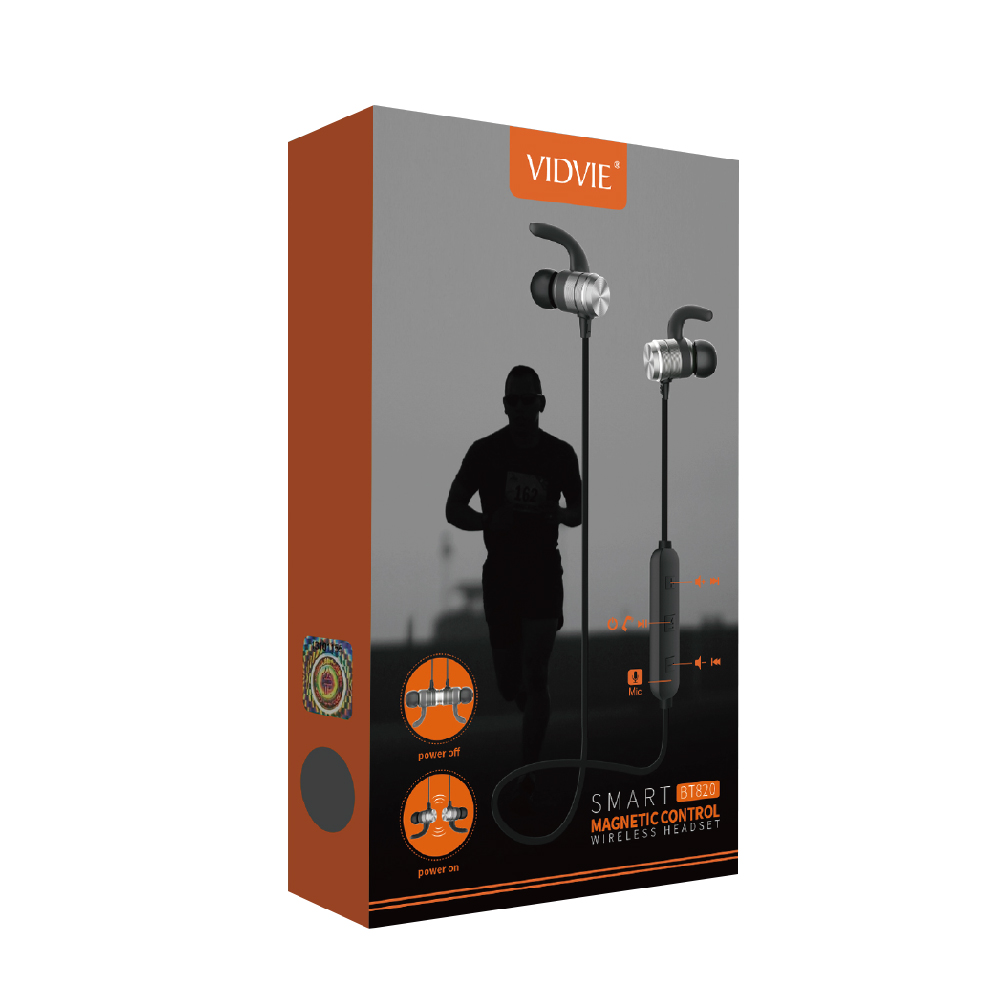 VIDVIE®
162
Mic
power off
power on
SMART BT820
MAGNETIC CONTROL
WIRELESS HEADSET